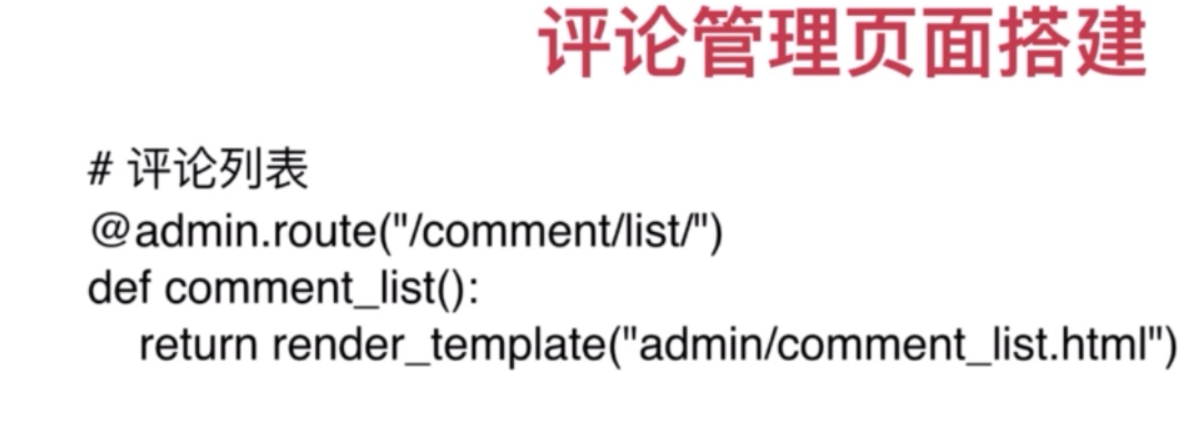 评论管理页面搭建
# 评论列表
@admin.route("/comment/list/")
def comment_list():
    return render_template("admin/comment_list.html")